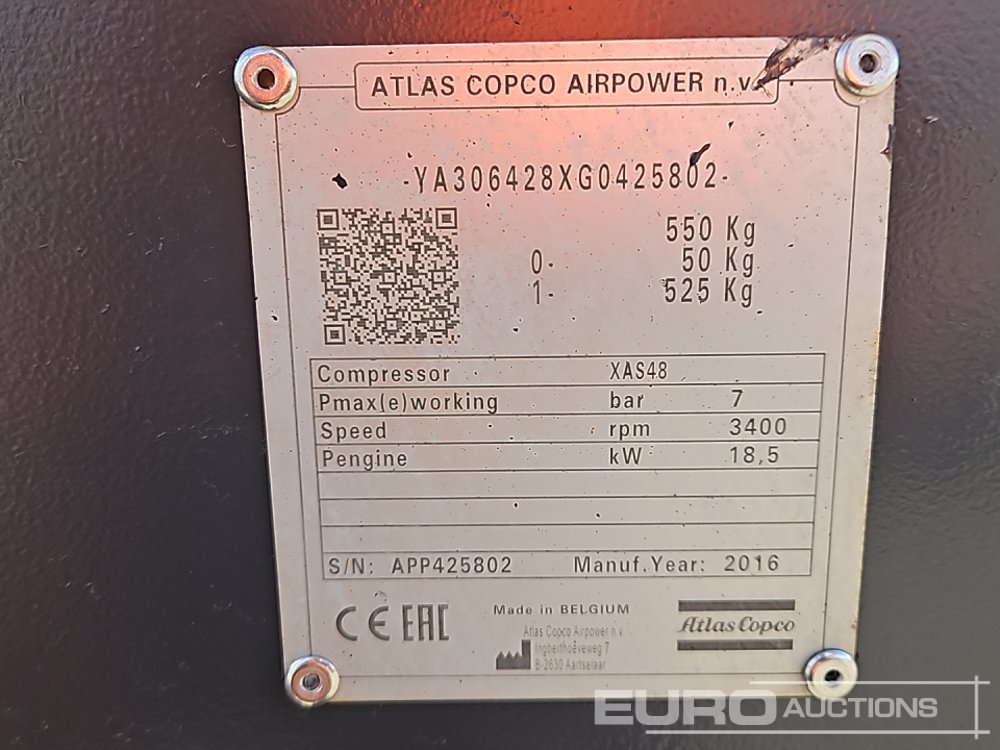 ATLAS COPCO AIRPOWER n.v.
-YA306428XG0425802-
550 Kg
0- 50 Kg
1- 525 Kg
Compressor XAS48
Pmax(e)working bar 7
Speed rpm 3400
Pengine kW 18,5
S/N: APP425802 Manuf.Year: 2016
CE EAC
Made in BELGIUM
Atlas Copco Airpower n.v.
Ingberthoeveweg 7
B-2630 Aartselaar
Atlas Copco
EURO AUCTIONS